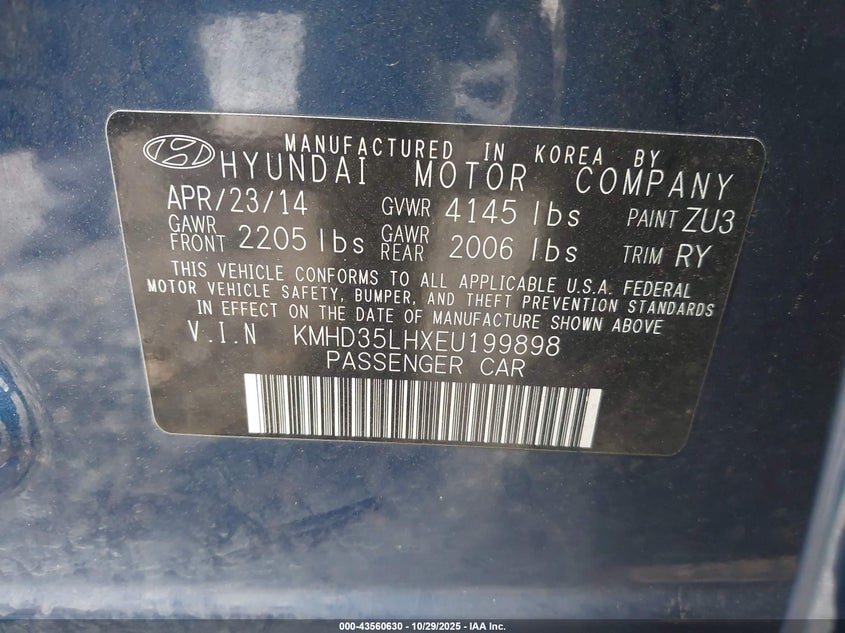 MANUFACTURED IN KOREA BY
HYUNDAI MOTOR COMPANY
APR/23/14 GVWR 4145 lbs PAINT ZU3
GAWR FRONT 2205 lbs GAWR REAR 2006 lbs TRIM RY
THIS VEHICLE CONFORMS TO ALL APPLICABLE U.S.A. FEDERAL
MOTOR VEHICLE SAFETY, BUMPER, AND THEFT PREVENTION STANDARDS
IN EFFECT ON THE DATE OF MANUFACTURE SHOWN ABOVE
V.I.N KMHD35LHXEU199898
PASSENGER CAR
000-43560630 - 10/29/2025 - IAA Inc.